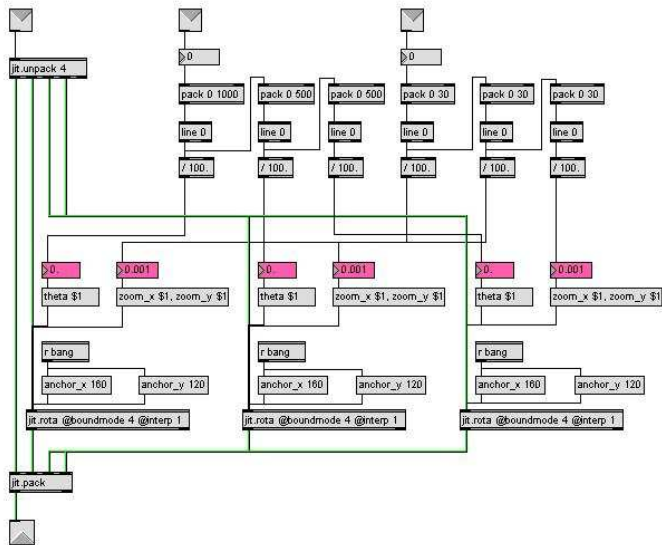 jit.unpack 4
0
0
pack 0 1000
pack 0 500
pack 0 500
pack 0 30
pack 0 30
pack 0 30
line 0
line 0
line 0
line 0
line 0
line 0
/ 100.
/ 100.
/ 100.
/ 100.
/ 100.
/ 100.
0.
0.001
0.
0.001
0.
0.001
theta $1
zoom_x $1, zoom_y $1
theta $1
zoom_x $1, zoom_y $1
theta $1
zoom_x $1, zoom_y $1
r bang
r bang
r bang
anchor_x 160
anchor_y 120
anchor_x 160
anchor_y 120
anchor_x 160
anchor_y 120
jit.rota @boundmode 4 @interp 1
jit.rota @boundmode 4 @interp 1
jit.rota @boundmode 4 @interp 1
jit.pack